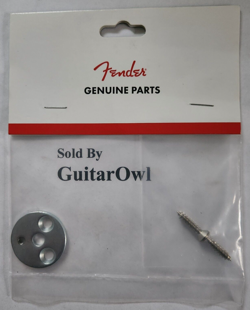 Fender
GENUINE PARTS
Sold By
GuitarOwl